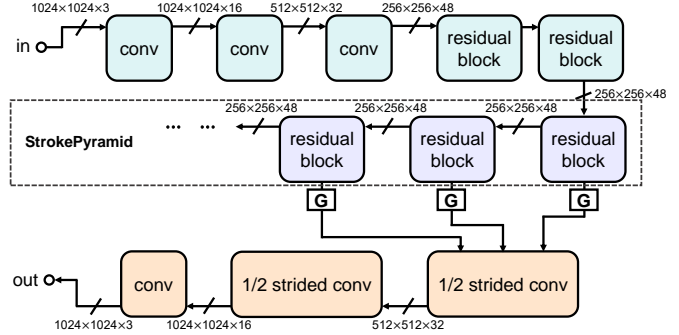 1024×1024×3
1024×1024×16
512×512×32
256×256×48
in
conv
conv
conv
residual
block
residual
block
256×256×48
256×256×48
256×256×48
256×256×48
StrokePyramid
... ...
residual
block
residual
block
residual
block
G
G
G
out
conv
1/2 strided conv
1/2 strided conv
1024×1024×3
1024×1024×16
512×512×32